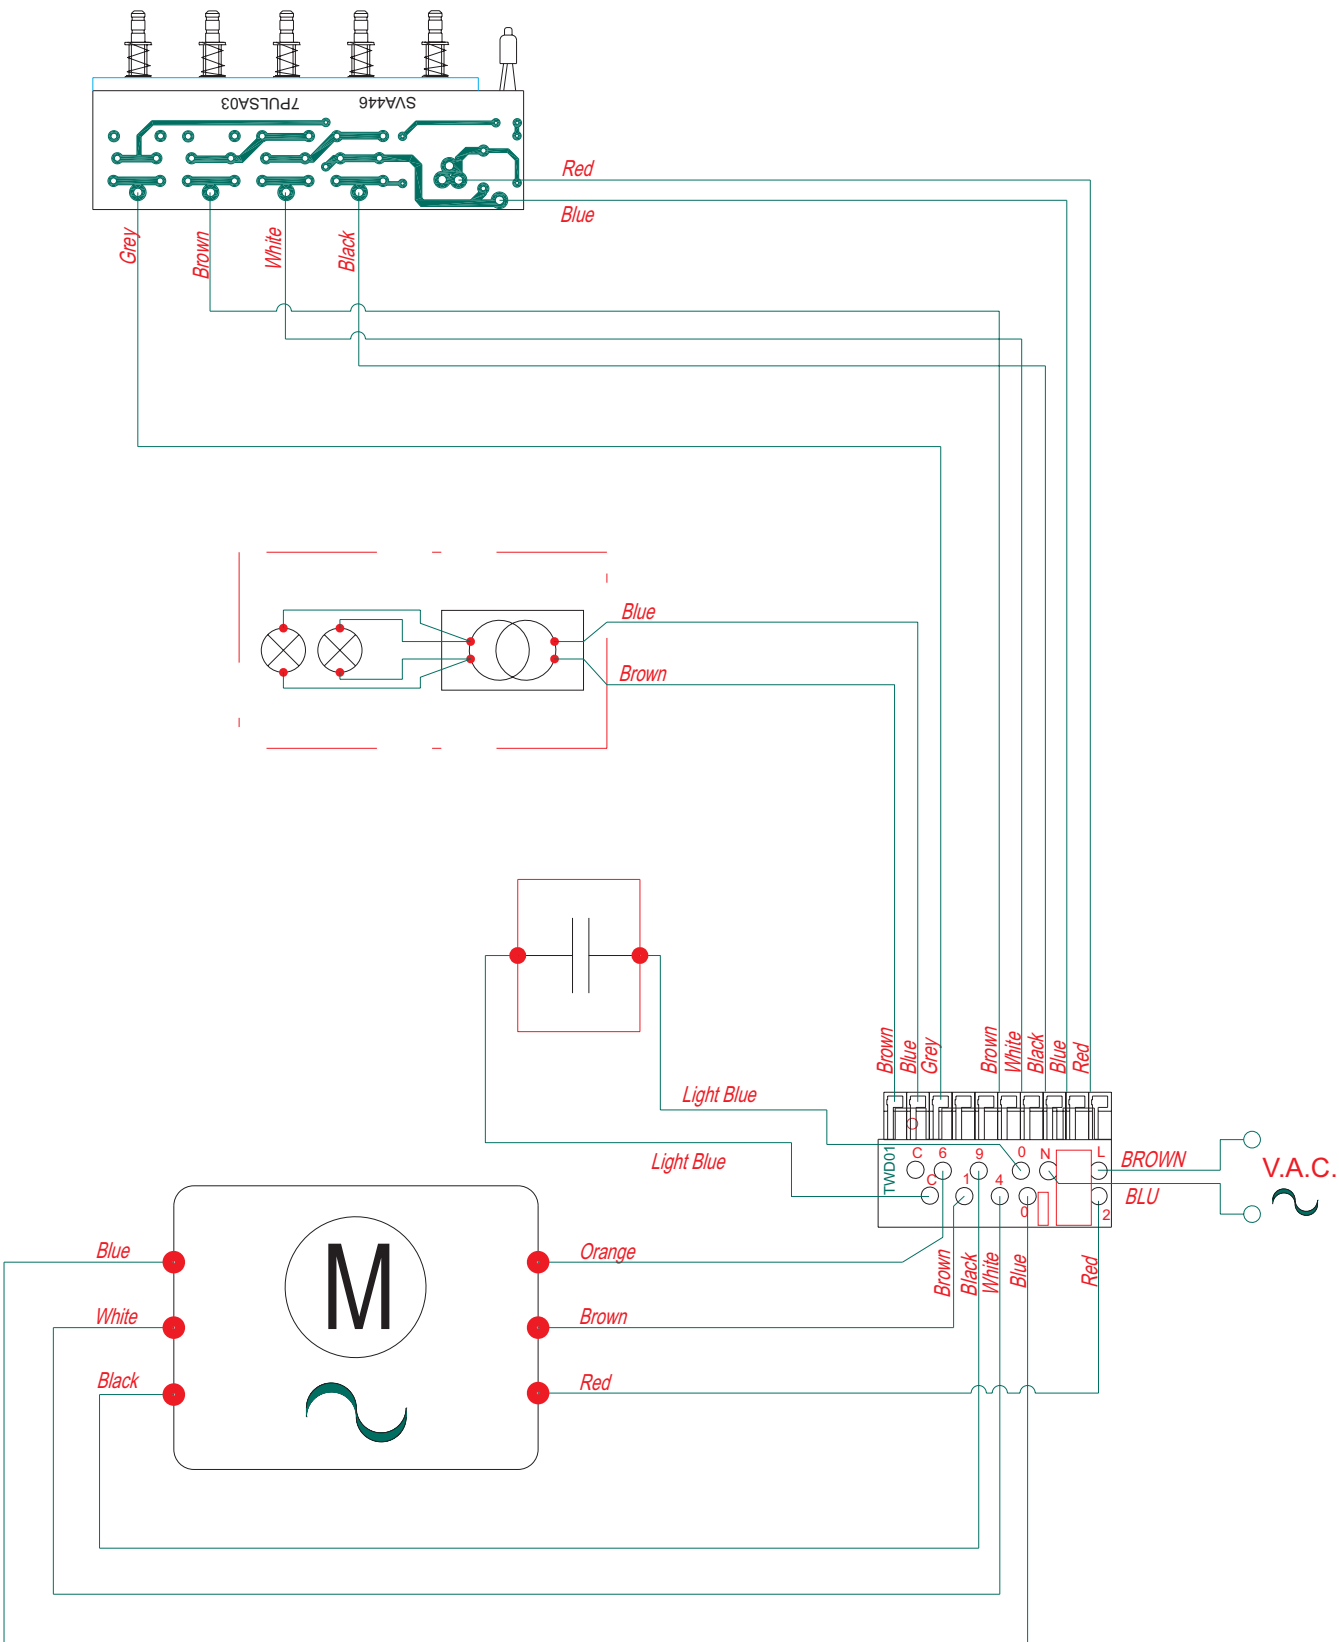 7PULSA03 SVA446
Red
Blue
Grey
Brown
White
Black
Blue
Brown
Brown
Blue
Grey
Brown
White
Black
Blue
Red
Light Blue
Light Blue
TWD01
C 6 9 0 N L
C 1 4 0 2
BROWN
BLU
V.A.C.
Blue
White
Black
M
Orange
Brown
Red
Brown
Black
White
Blue
Red